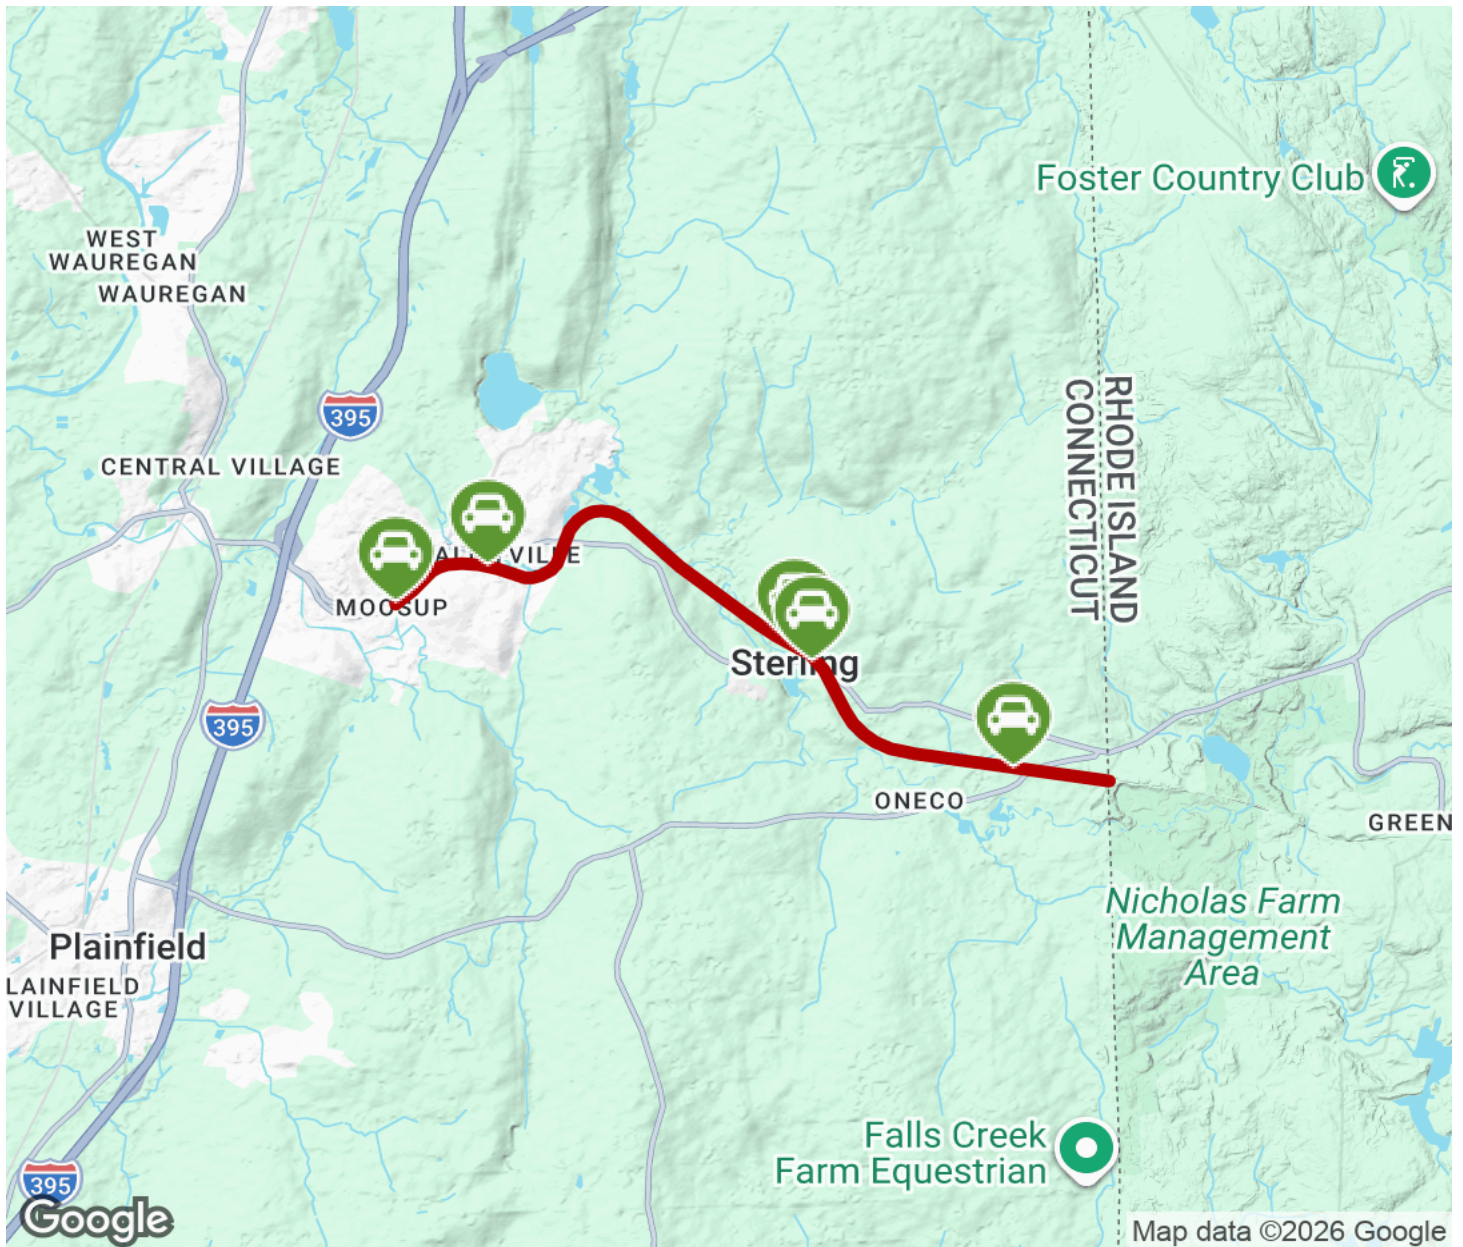 Foster Country Club
WEST
WAUREGAN
WAUREGAN
RHODE ISLAND
CONNECTICUT
395
CENTRAL VILLAGE
MOOSUP
Sterling
395
ONECO
GREEN
Nicholas Farm
Management
Area
Plainfield
LAINFIELD
VILLAGE
Falls Creek
Farm Equestrian
395
Google
Map data ©2026 Google